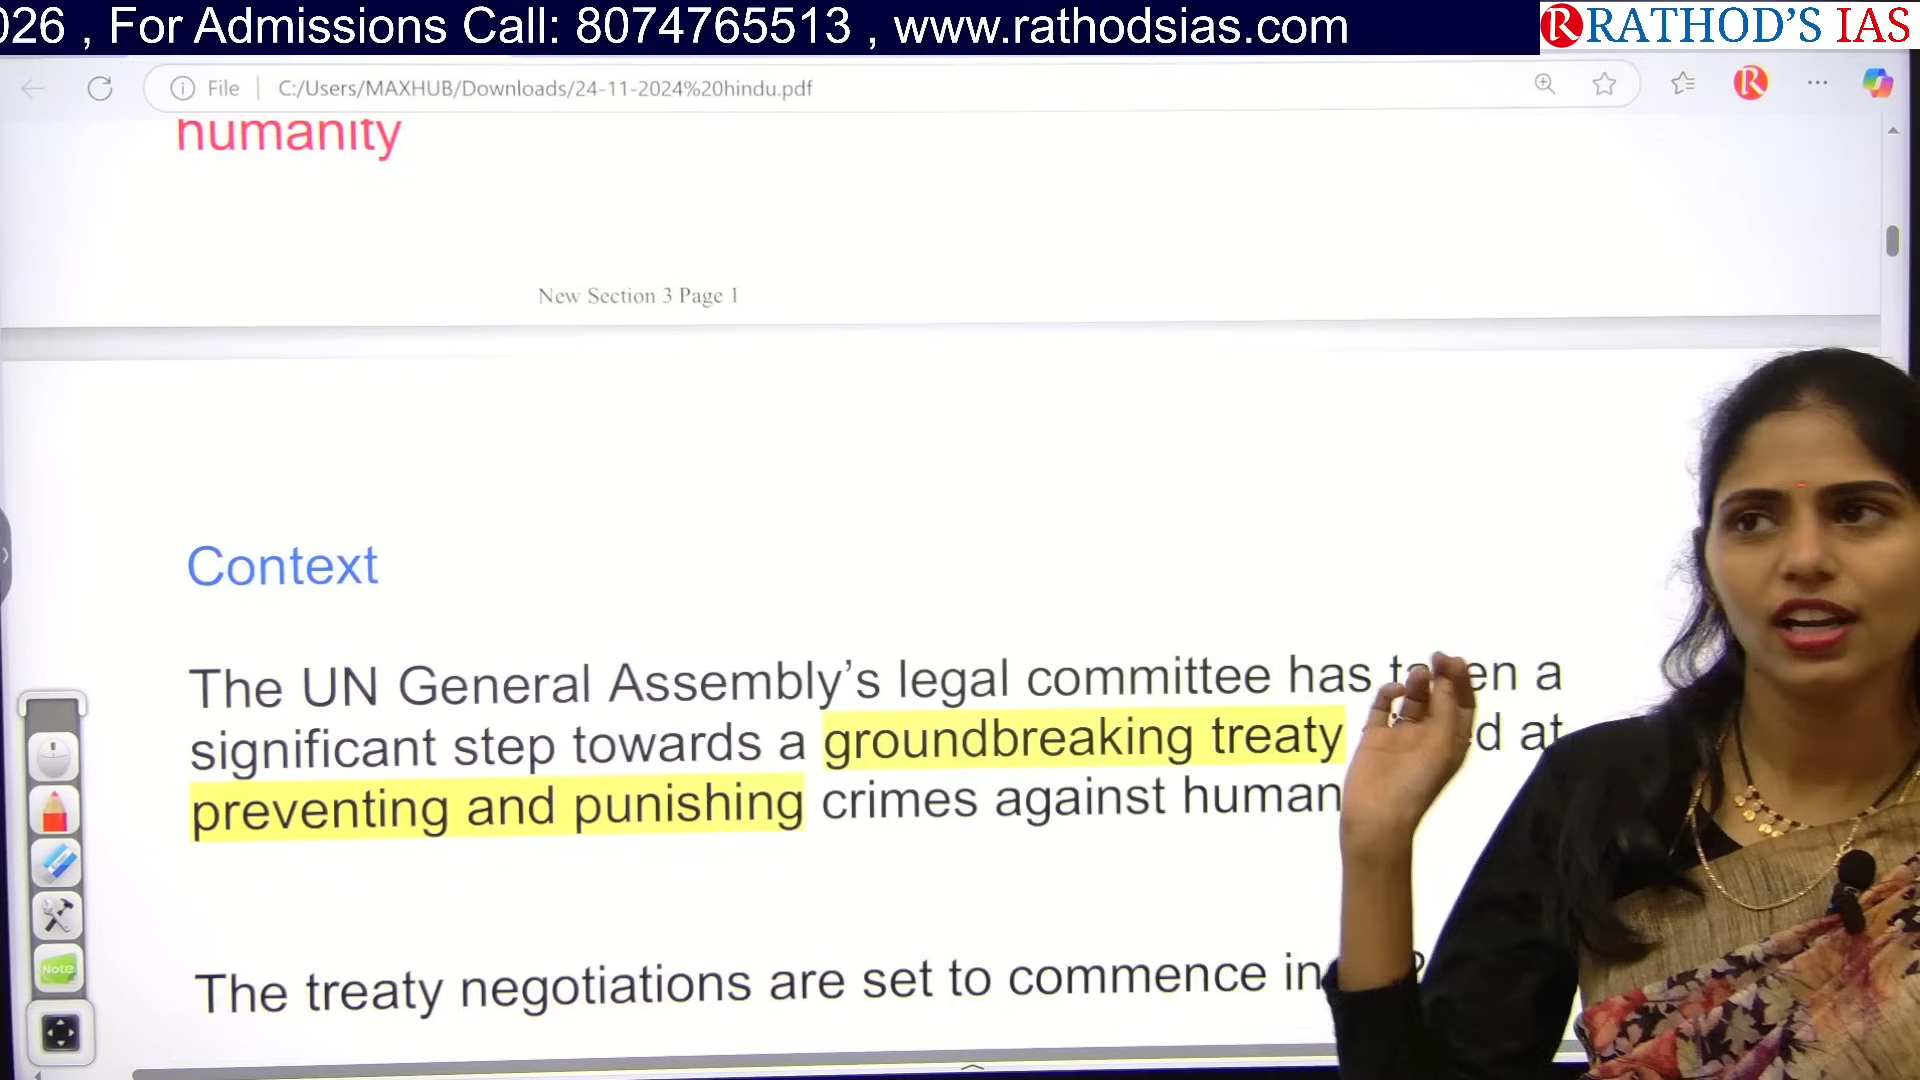 026 , For Admissions Call: 8074765513 , www.rathodsias.com
RATHOD'S IAS
File C:/Users/MAXHUB/Downloads/24-11-2024%20hindu.pdf
humanity
New Section 3 Page 1
Context
The UN General Assembly's legal committee has taken a
significant step towards a groundbreaking treaty at
preventing and punishing crimes against human
The treaty negotiations are set to commence in
Note